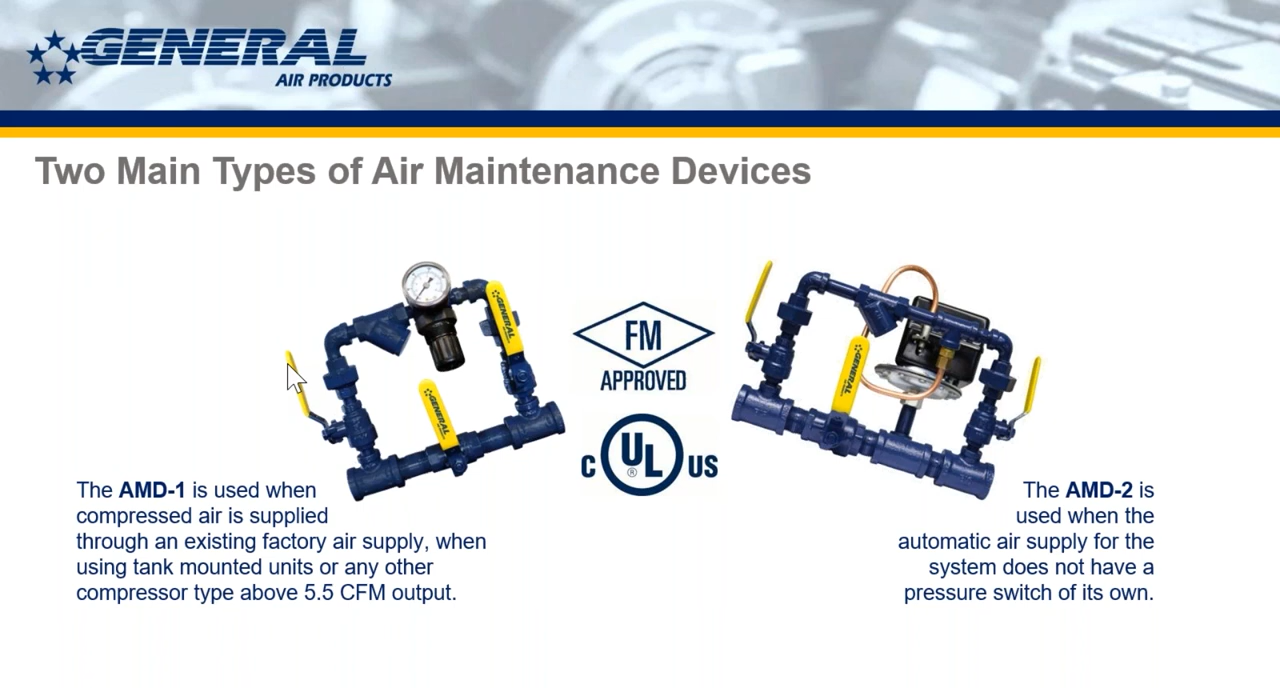 GENERAL
AIR PRODUCTS
Two Main Types of Air Maintenance Devices
GENERAL
GENERAL
FM
APPROVED
GENERAL
C UL US
®
The AMD-1 is used when
compressed air is supplied
through an existing factory air supply, when
using tank mounted units or any other
compressor type above 5.5 CFM output.
The AMD-2 is
used when the
automatic air supply for the
system does not have a
pressure switch of its own.